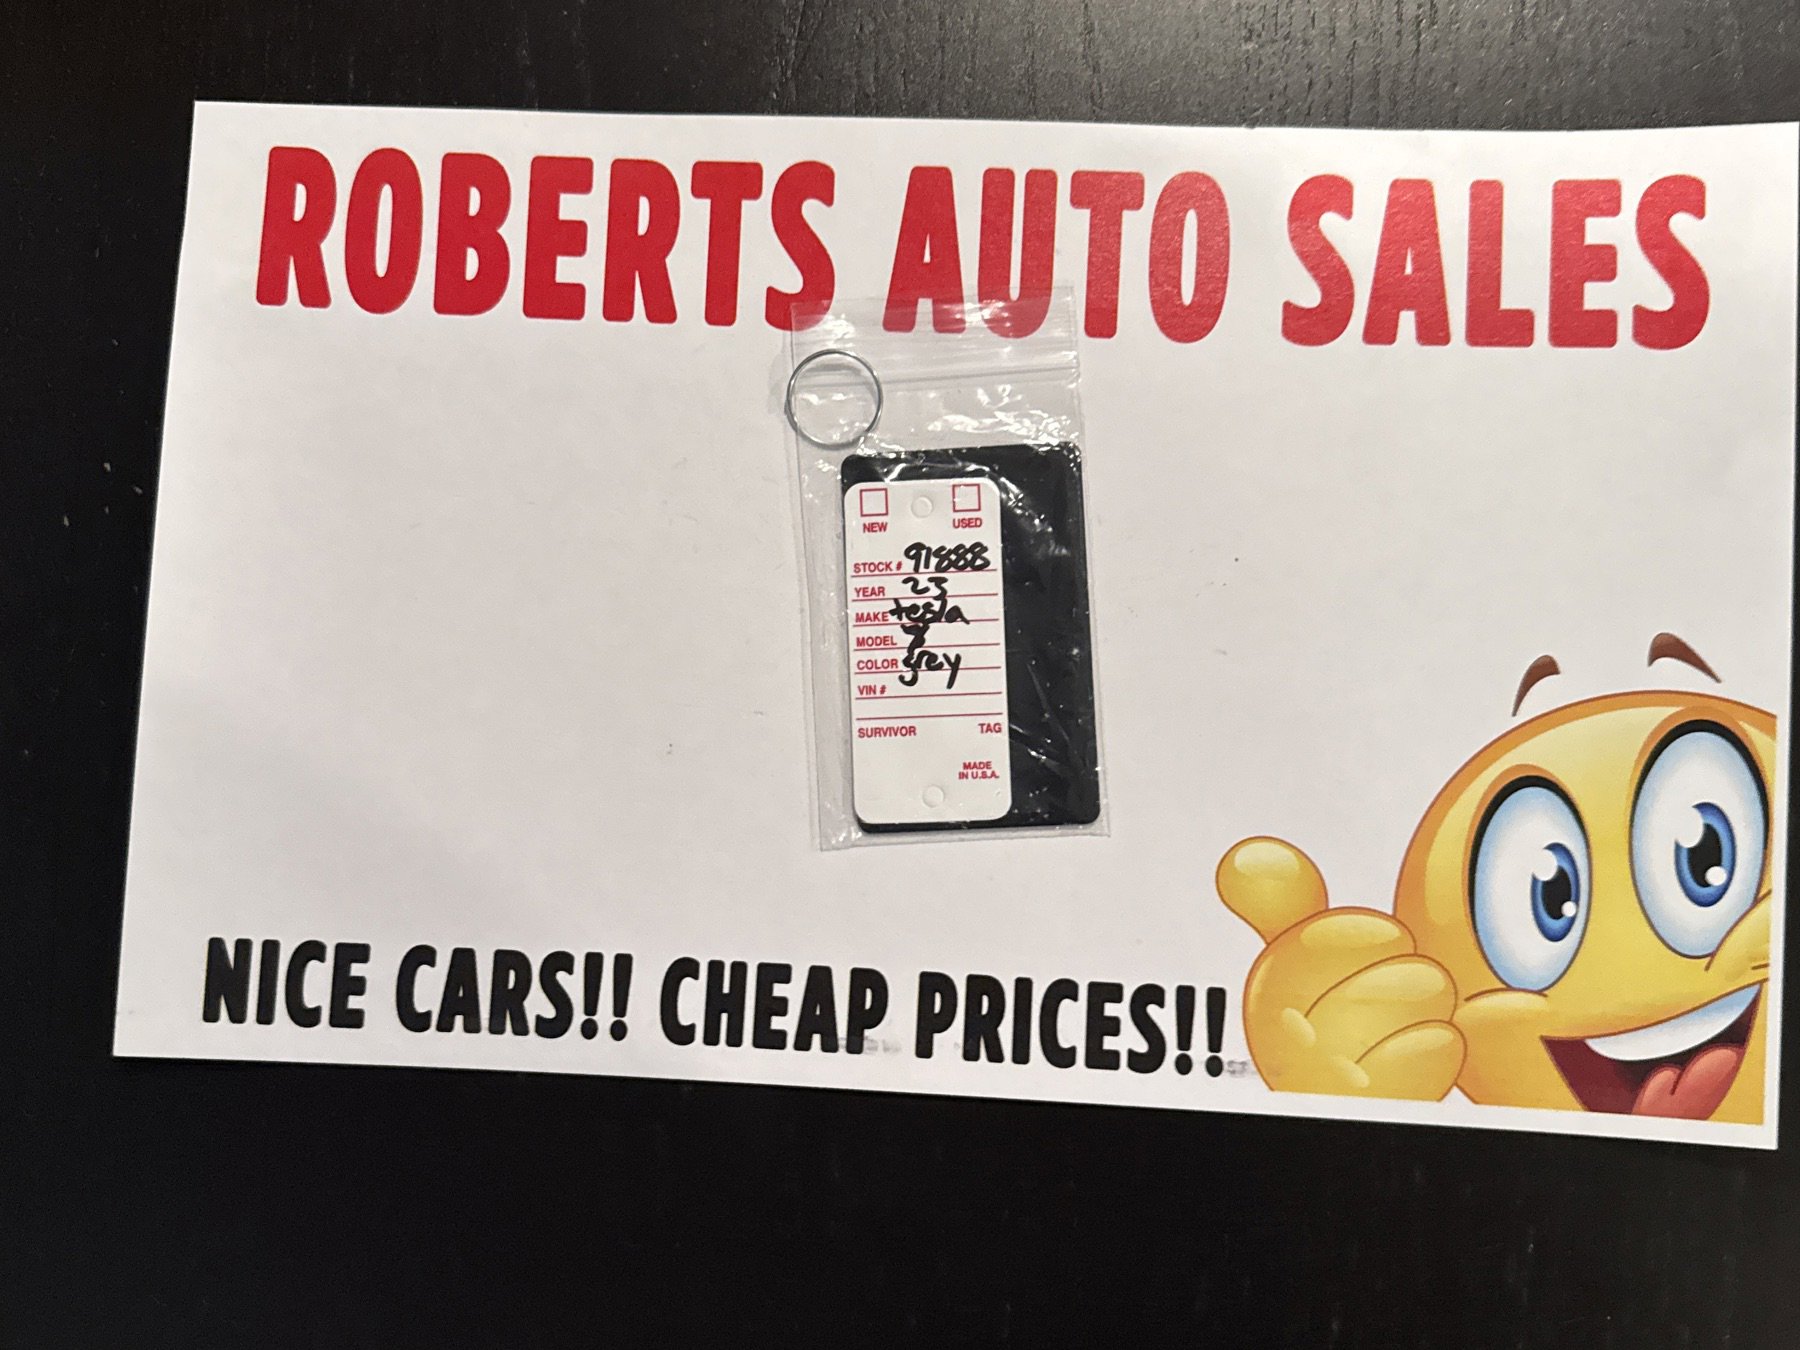 ROBERTS AUTO SALES
NEW USED
STOCK # 91888
YEAR 23
MAKE tesla
MODEL
COLOR grey
VIN #
SURVIVOR TAG
MADE
IN U.S.A.
NICE CARS!! CHEAP PRICES!!